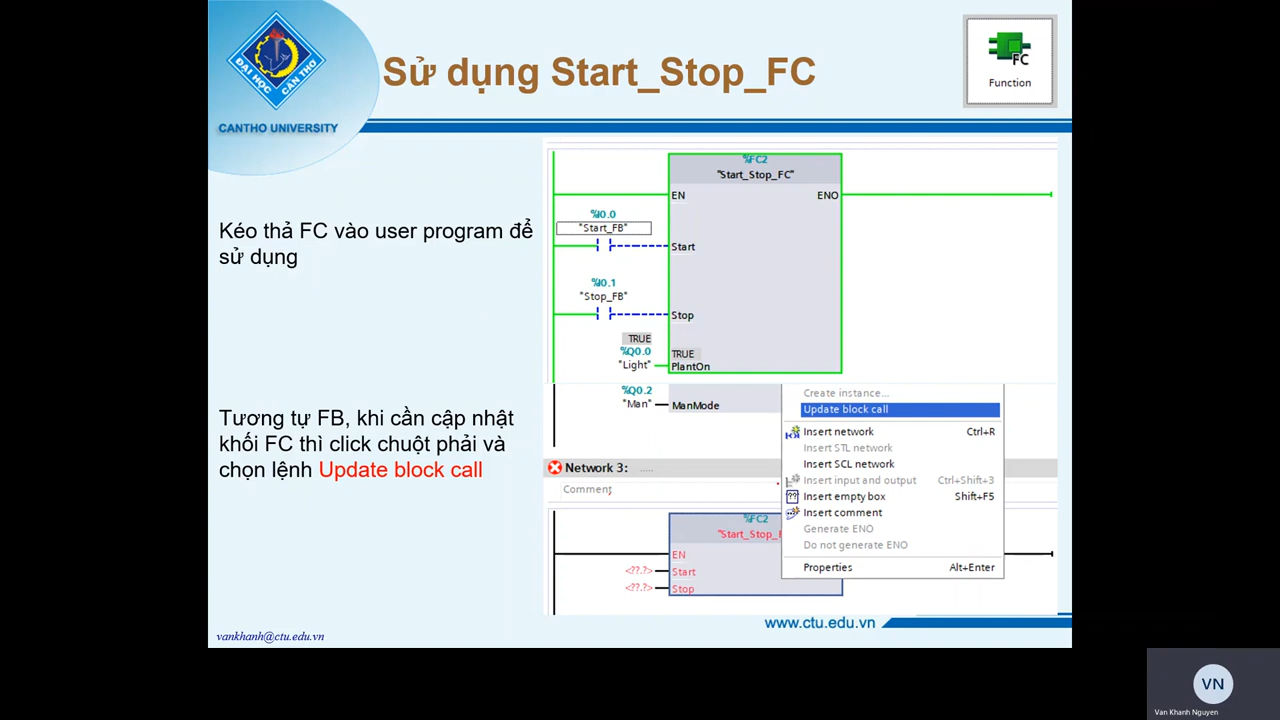 ĐẠI HỌC CẦN THƠ
CANTHO UNIVERSITY
Sử dụng Start_Stop_FC
FC
Function
Kéo thả FC vào user program để
sử dụng
%FC2
"Start_Stop_FC"
EN
ENO
%I0.0
"Start_FB"
Start
%I0.1
"Stop_FB"
Stop
TRUE
%Q0.0
"Light"
TRUE
PlantOn
%Q0.2
"Man"
ManMode
Tương tự FB, khi cần cập nhật
khối FC thì click chuột phải và
chọn lệnh Update block call
Create instance...
Update block call
Insert network Ctrl+R
Insert STL network
Insert SCL network
Insert input and output Ctrl+Shift+3
Insert empty box Shift+F5
Insert comment
Generate ENO
Do not generate ENO
Properties Alt+Enter
Network 3: .....
Comment
%FC2
"Start_Stop_F
EN
<??.?> Start
<??.?> Stop
www.ctu.edu.vn
vankhanh@ctu.edu.vn
VN
Van Khanh Nguyen